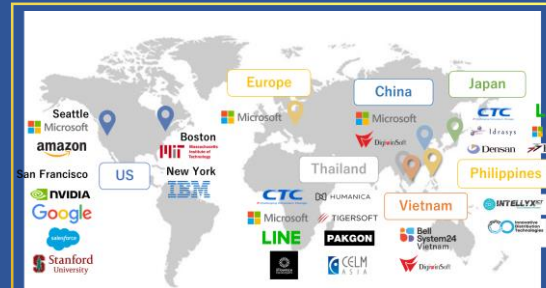 Europe
China
Japan
Seattle
Microsoft
amazon
Boston
Massachusetts
Institute of
Technology
Microsoft
Microsoft
DigiwinSoft
CTC
Densan
San Francisco
US
New York
IBM
Thailand
Philippines
NVIDIA
Google
salesforce
Stanford
University
CTC
HUMANICA
Microsoft
TIGERSOFT
LINE
PAKGON
CELM
ASIA
Vietnam
Bell
System24
Vietnam
DigiwinSoft
INTELLYX
Innovative
Distribution
Technologies